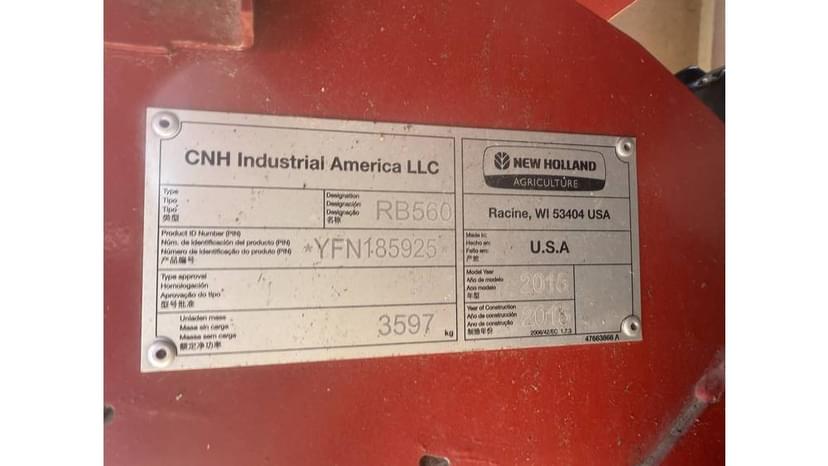 CNH Industrial America LLC
Type
Tipo
Tipo
类型
Designation
Designación
Designação
名称
RB560
Product ID Number (PIN)
Núm. de identificación del producto (PIN)
Número de identificação do produto (PIN)
产品编号
*YFN185925*
Type approval
Homologación
Aprovação do tipo
型号批准
Unladen mass
Masa sin carga
Massa sem carga
额定净功率
3597 kg
NEW HOLLAND
AGRICULTURE
Racine, WI 53404 USA
Made in:
Hecho en:
Feito em:
产地
U.S.A
Model Year
Año de modelo
Ano modelo
年型
2015
Year of Construction
Año de construcción
Ano de construção
制造年份
2015
2006/42/EC 1.7.3
47663868 A